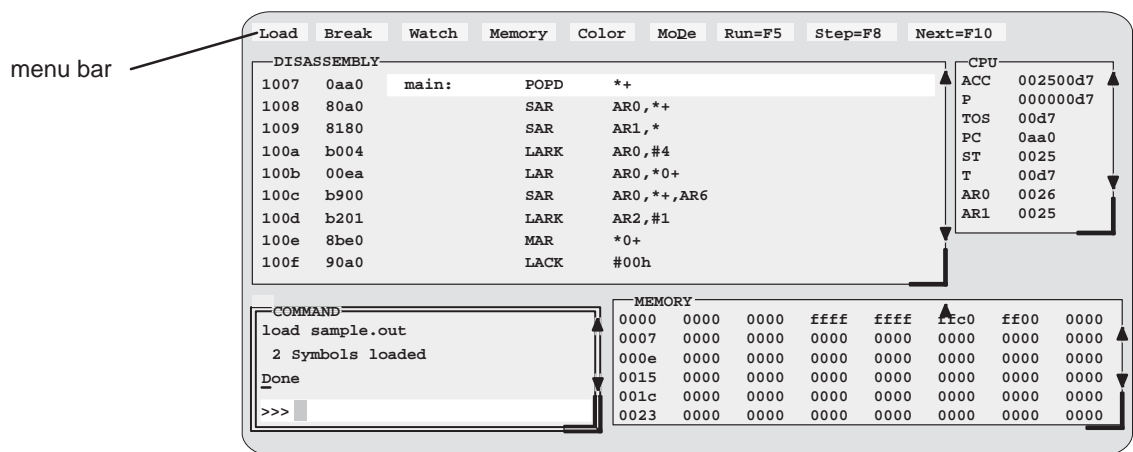 Load Break Watch Memory Color MoDe Run=F5 Step=F8 Next=F10
menu bar
DISASSEMBLY
1007 0aa0 main: POPD *+
1008 80a0 SAR AR0,*+
1009 8180 SAR AR1,*
100a b004 LARK AR0,#4
100b 00ea LAR AR0,*0+
100c b900 SAR AR0,*+,AR6
100d b201 LARK AR2,#1
100e 8be0 MAR *0+
100f 90a0 LACK #00h
CPU
ACC 002500d7
P 000000d7
TOS 00d7
PC 0aa0
ST 0025
T 00d7
AR0 0026
AR1 0025
COMMAND
load sample.out
2 Symbols loaded
Done
>>>
MEMORY
0000 0000 0000 ffff ffff ffc0 ff00 0000
0007 0000 0000 0000 0000 0000 0000 0000
000e 0000 0000 0000 0000 0000 0000 0000
0015 0000 0000 0000 0000 0000 0000 0000
001c 0000 0000 0000 0000 0000 0000 0000
0023 0000 0000 0000 0000 0000 0000 0000